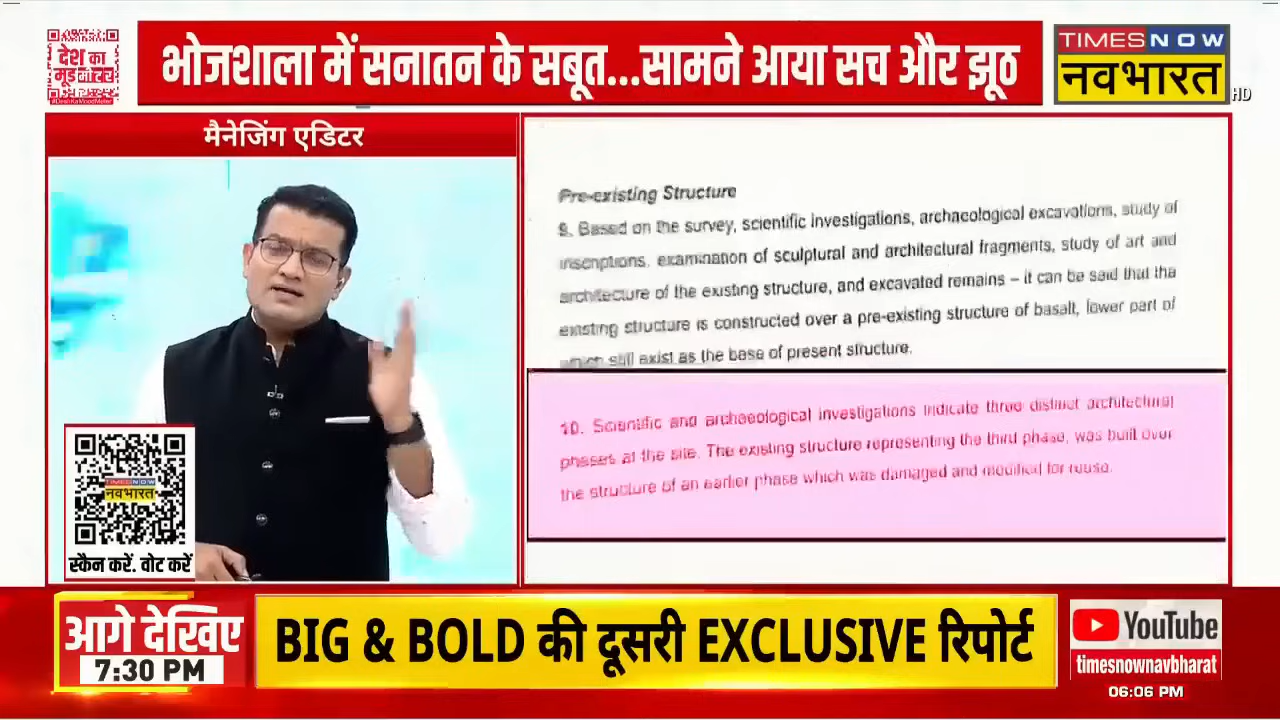 देश का
मूड मीटर
#DeshKaMoodMeter
भोजशाला में सनातन के सबूत...सामने आया सच और झूठ
TIMES NOW
नवभारत
HD
मैनेजिंग एडिटर
Pre-existing Structure
9. Based on the survey, scientific investigations, archaeological excavations, study of
inscriptions, examination of sculptural and architectural fragments, study of art and
architecture of the existing structure, and excavated remains – it can be said that the
existing structure is constructed over a pre-existing structure of basalt, lower part of
which still exist as the base of present structure.
10. Scientific and archaeological investigations indicate three distinct architectural
phases at the site. The existing structure representing the third phase, was built over
the structure of an earlier phase which was damaged and modified for reuse.
TIMES NOW
नवभारत
स्कैन करें. वोट करें
आगे देखिए
7:30 PM
BIG & BOLD की दूसरी EXCLUSIVE रिपोर्ट
YouTube
timesnownavbharat
06:06 PM